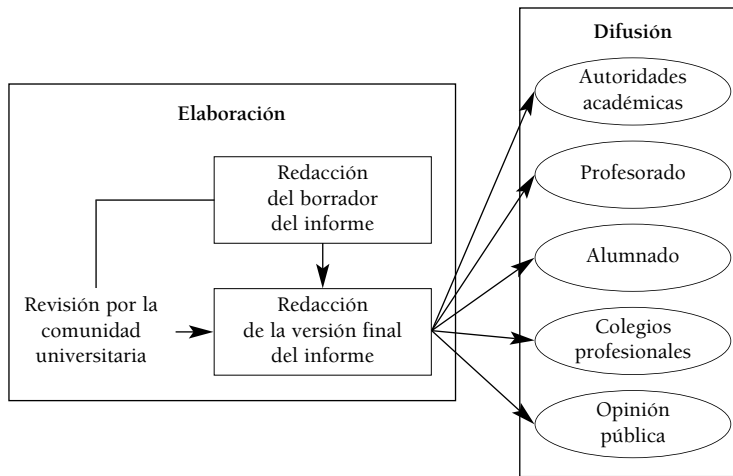 Elaboración
Redacción
del borrador
del informe
Revisión por la
comunidad
universitaria
Redacción
de la versión final
del informe
Difusión
Autoridades
académicas
Profesorado
Alumnado
Colegios
profesionales
Opinión
pública